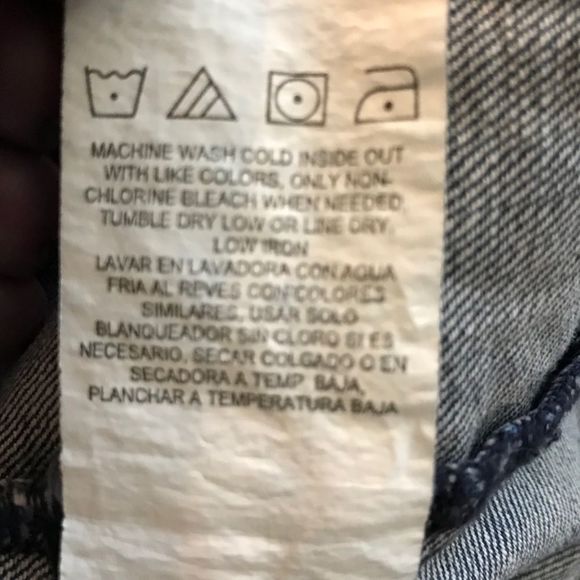 MACHINE WASH COLD INSIDE OUT
WITH LIKE COLORS, ONLY NON-
CHLORINE BLEACH WHEN NEEDED,
TUMBLE DRY LOW OR LINE DRY,
LOW IRON
LAVAR EN LAVADORA CON AGUA
FRIA AL REVES CON COLORES
SIMILARES, USAR SOLO
BLANQUEADOR SIN CLORO SI ES
NECESARIO, SECAR COLGADO O EN
SECADORA A TEMP. BAJA,
PLANCHAR A TEMPERATURA BAJA